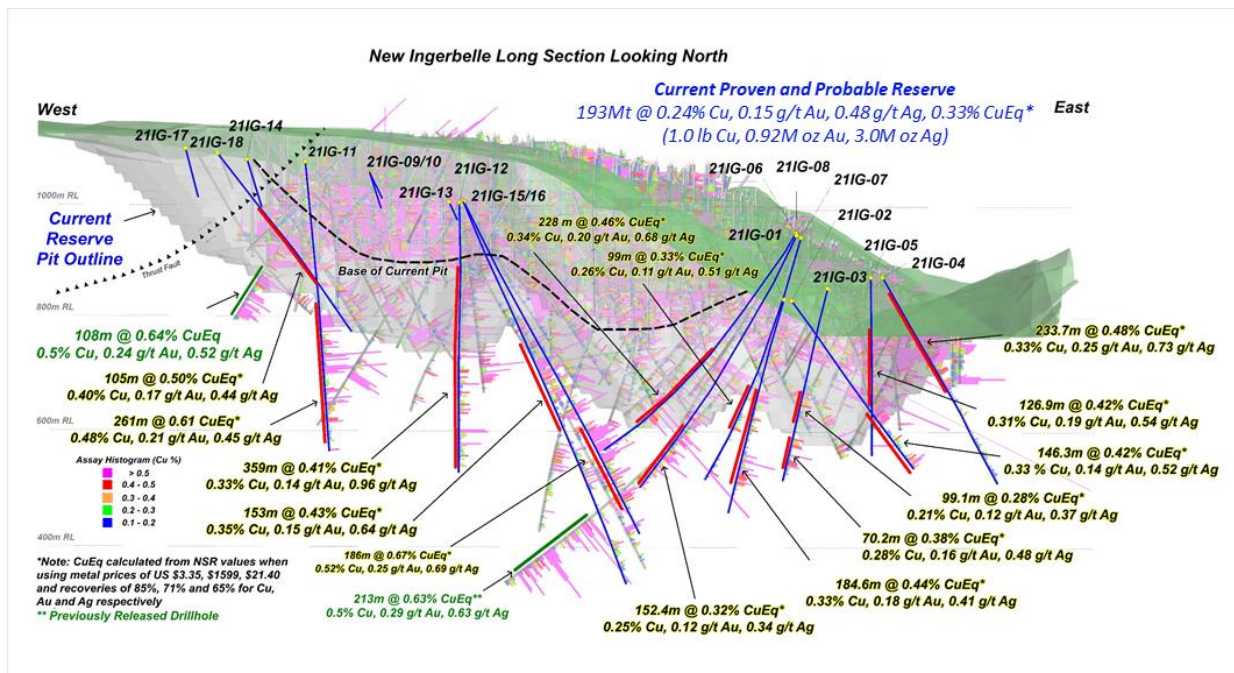 New Ingerbelle Long Section Looking North
Current Proven and Probable Reserve
193Mt @ 0.24% Cu, 0.15 g/t Au, 0.48 g/t Ag, 0.33% CuEq*
(1.0 lb Cu, 0.92M oz Au, 3.0M oz Ag)
West
East
21IG-17
21IG-18
21IG-14
21IG-11
21IG-09/10
21IG-12
21IG-13
21IG-15/16
21IG-06
21IG-08
21IG-07
21IG-02
21IG-01
21IG-05
21IG-04
21IG-03
1000m RL
Current
Reserve
Pit Outline
Thrust Fault
Base of Current Pit
228 m @ 0.46% CuEq*
0.34% Cu, 0.20 g/t Au, 0.68 g/t Ag
99m @ 0.33% CuEq*
0.26% Cu, 0.11 g/t Au, 0.51 g/t Ag
800m RL
108m @ 0.64% CuEq
0.5% Cu, 0.24 g/t Au, 0.52 g/t Ag
105m @ 0.50% CuEq*
0.40% Cu, 0.17 g/t Au, 0.44 g/t Ag
261m @ 0.61 CuEq*
0.48% Cu, 0.21 g/t Au, 0.45 g/t Ag
600m RL
359m @ 0.41% CuEq*
0.33% Cu, 0.14 g/t Au, 0.96 g/t Ag
153m @ 0.43% CuEq*
0.35% Cu, 0.15 g/t Au, 0.64 g/t Ag
186m @ 0.67% CuEq*
0.52% Cu, 0.25 g/t Au, 0.69 g/t Ag
213m @ 0.63% CuEq**
0.5% Cu, 0.29 g/t Au, 0.63 g/t Ag
400m RL
152.4m @ 0.32% CuEq*
0.25% Cu, 0.12 g/t Au, 0.34 g/t Ag
184.6m @ 0.44% CuEq*
0.33% Cu, 0.18 g/t Au, 0.41 g/t Ag
70.2m @ 0.38% CuEq*
0.28% Cu, 0.16 g/t Au, 0.48 g/t Ag
99.1m @ 0.28% CuEq*
0.21% Cu, 0.12 g/t Au, 0.37 g/t Ag
146.3m @ 0.42% CuEq*
0.33 % Cu, 0.14 g/t Au, 0.52 g/t Ag
126.9m @ 0.42% CuEq*
0.31% Cu, 0.19 g/t Au, 0.54 g/t Ag
233.7m @ 0.48% CuEq*
0.33% Cu, 0.25 g/t Au, 0.73 g/t Ag
Assay Histogram (Cu %)
> 0.5
0.4 - 0.5
0.3 - 0.4
0.2 - 0.3
0.1 - 0.2
*Note: CuEq calculated from NSR values when
using metal prices of US $3.35, $1599, $21.40
and recoveries of 85%, 71% and 65% for Cu,
Au and Ag respectively
** Previously Released Drillhole